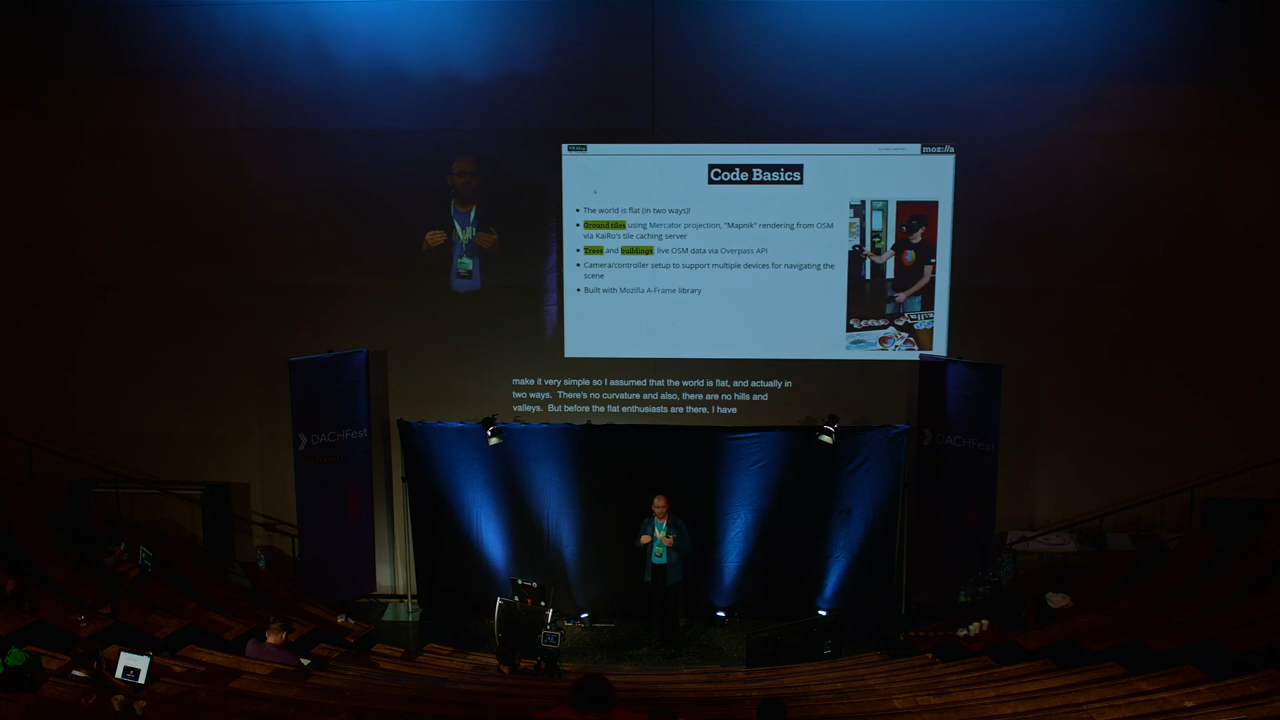 VR Map
moz://a
Code Basics
• The world is flat (in two ways)!
• Ground tiles using Mercator projection, "Mapnik" rendering from OSM
via KaiRo's tile caching server
• Trees and buildings: live OSM data via Overpass API
• Camera/controller setup to support multiple devices for navigating the
scene
• Built with Mozilla A-Frame library
make it very simple so I assumed that the world is flat, and actually in
two ways. There's no curvature and also, there are no hills and
valleys. But before the flat enthusiasts are there, I have
DACHFest
DACHFest